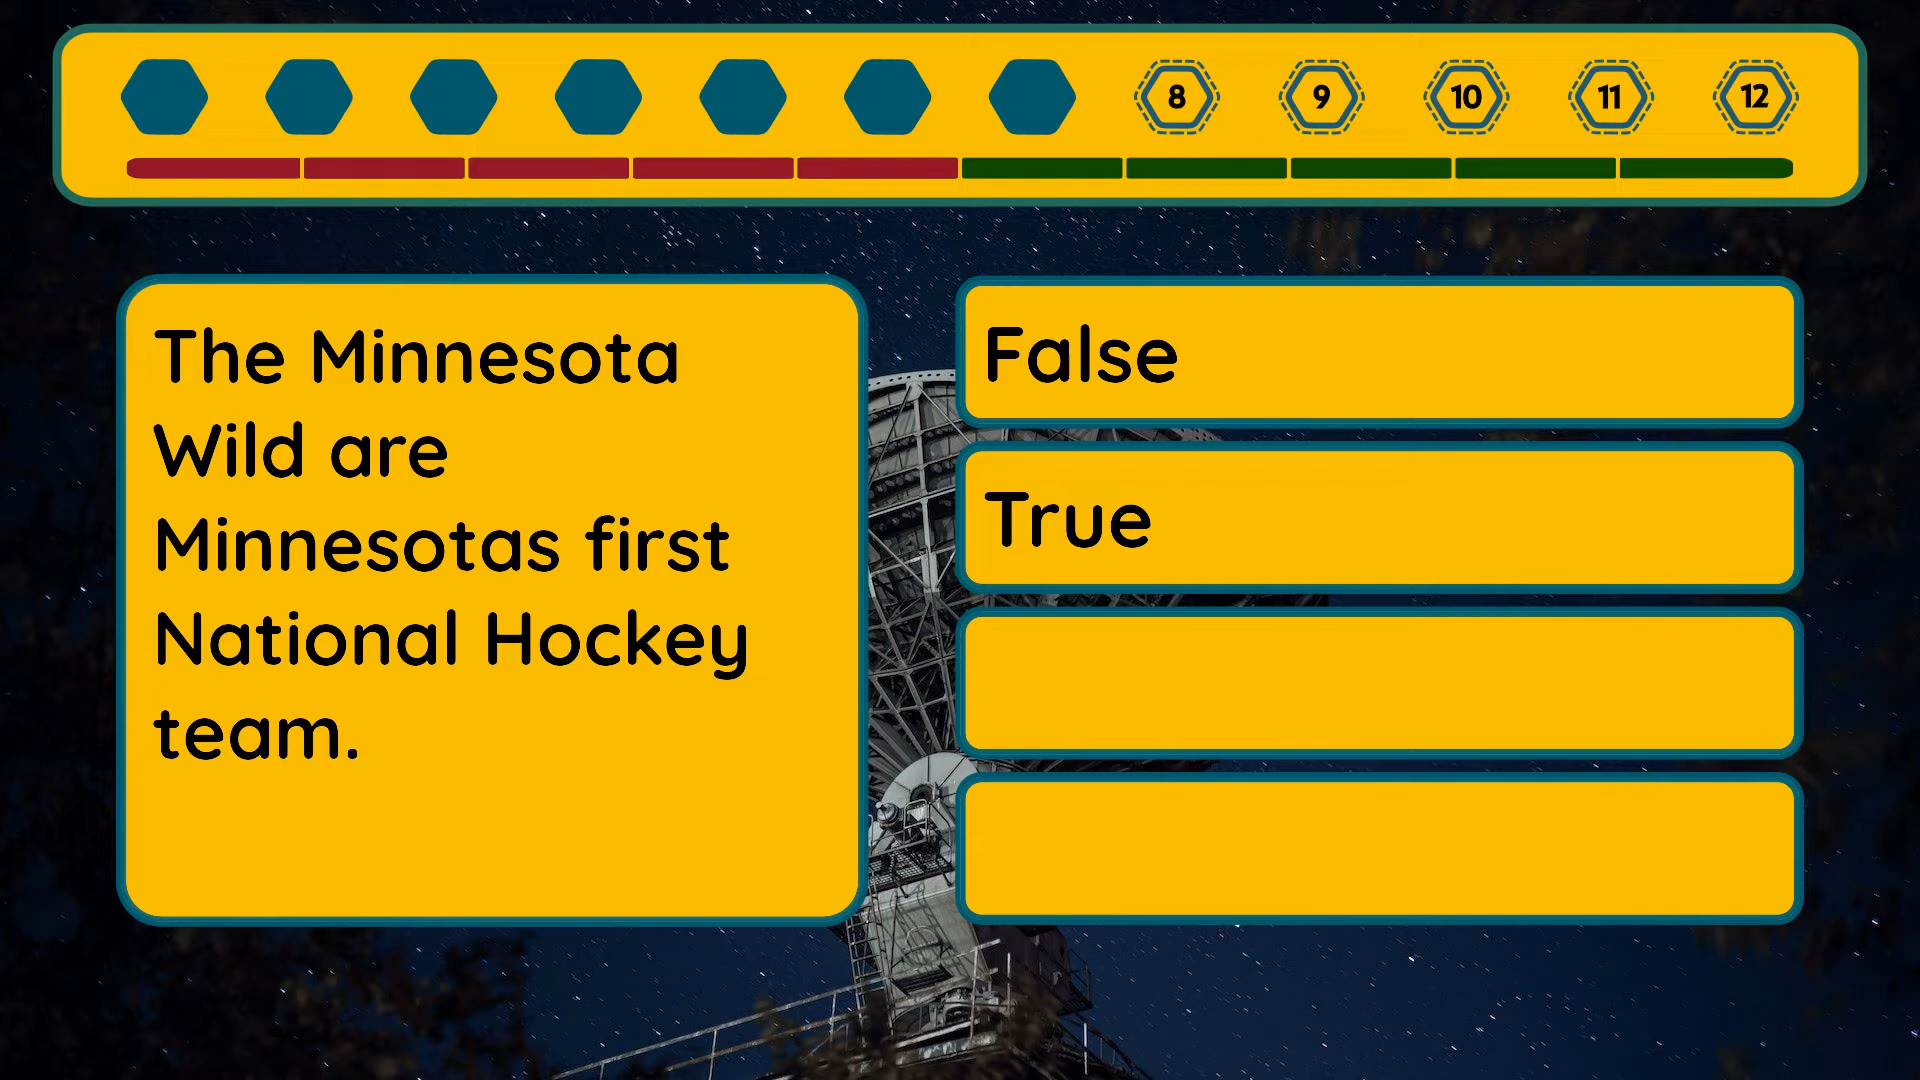 8
9
10
11
12
The Minnesota
Wild are
Minnesotas first
National Hockey
team.
False
True